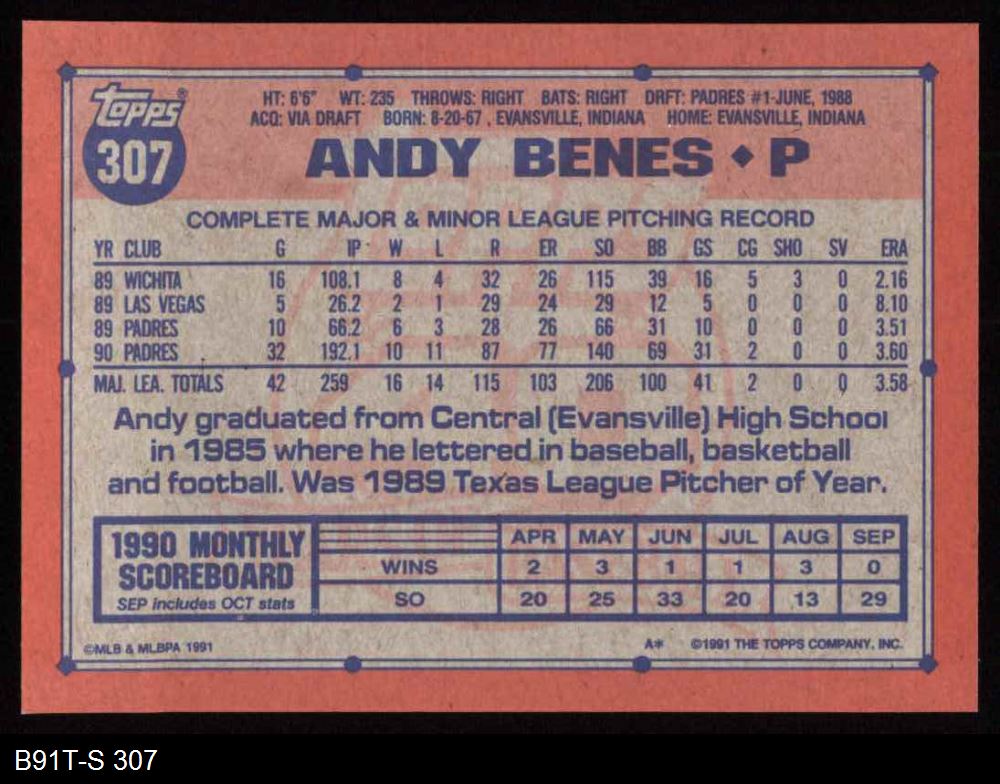 Topps®
307
HT: 6'6" WT: 235 THROWS: RIGHT BATS: RIGHT DRFT: PADRES #1-JUNE, 1988
ACQ: VIA DRAFT BORN: 8-20-67, EVANSVILLE, INDIANA HOME: EVANSVILLE, INDIANA
ANDY BENES ♦ P
COMPLETE MAJOR & MINOR LEAGUE PITCHING RECORD
YR CLUB G IP W L R ER SO BB GS CG SHO SV ERA
89 WICHITA 16 108.1 8 4 32 26 115 39 16 5 3 0 2.16
89 LAS VEGAS 5 26.2 2 1 29 24 29 12 5 0 0 0 8.10
89 PADRES 10 66.2 6 3 28 26 66 31 10 0 0 0 3.51
90 PADRES 32 192.1 10 11 87 77 140 69 31 2 0 0 3.60
MAJ. LEA. TOTALS 42 259 16 14 115 103 206 100 41 2 0 0 3.58
Andy graduated from Central (Evansville) High School
in 1985 where he lettered in baseball, basketball
and football. Was 1989 Texas League Pitcher of Year.
1990 MONTHLY
SCOREBOARD
SEP includes OCT stats
APR MAY JUN JUL AUG SEP
WINS 2 3 1 1 3 0
SO 20 25 33 20 13 29
©MLB & MLBPA 1991
A* ©1991 THE TOPPS COMPANY, INC.
B91T-S 307